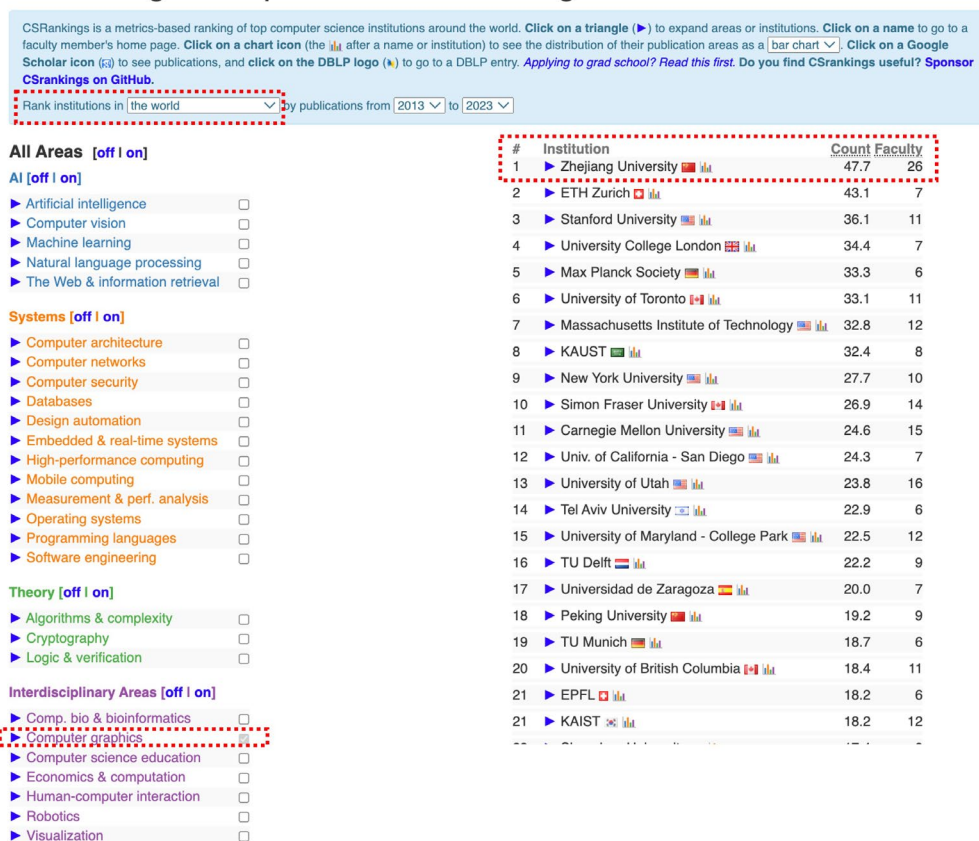 CSRankings is a metrics-based ranking of top computer science institutions around the world. Click on a triangle (▶) to expand areas or institutions. Click on a name to go to a
faculty member's home page. Click on a chart icon (the after a name or institution) to see the distribution of their publication areas as a bar chart. Click on a Google
Scholar icon () to see publications, and click on the DBLP logo () to go to a DBLP entry. Applying to grad school? Read this first. Do you find CSrankings useful? Sponsor
CSrankings on GitHub.
Rank institutions in the world by publications from 2013 to 2023
All Areas [off | on]
AI [off | on]
▶ Artificial intelligence
▶ Computer vision
▶ Machine learning
▶ Natural language processing
▶ The Web & information retrieval
Systems [off | on]
▶ Computer architecture
▶ Computer networks
▶ Computer security
▶ Databases
▶ Design automation
▶ Embedded & real-time systems
▶ High-performance computing
▶ Mobile computing
▶ Measurement & perf. analysis
▶ Operating systems
▶ Programming languages
▶ Software engineering
Theory [off | on]
▶ Algorithms & complexity
▶ Cryptography
▶ Logic & verification
Interdisciplinary Areas [off | on]
▶ Comp. bio & bioinformatics
▶ Computer graphics
▶ Computer science education
▶ Economics & computation
▶ Human-computer interaction
▶ Robotics
▶ Visualization
# Institution Count Faculty
1 ▶ Zhejiang University 47.7 26
2 ▶ ETH Zurich 43.1 7
3 ▶ Stanford University 36.1 11
4 ▶ University College London 34.4 7
5 ▶ Max Planck Society 33.3 6
6 ▶ University of Toronto 33.1 11
7 ▶ Massachusetts Institute of Technology 32.8 12
8 ▶ KAUST 32.4 8
9 ▶ New York University 27.7 10
10 ▶ Simon Fraser University 26.9 14
11 ▶ Carnegie Mellon University 24.6 15
12 ▶ Univ. of California - San Diego 24.3 7
13 ▶ University of Utah 23.8 16
14 ▶ Tel Aviv University 22.9 6
15 ▶ University of Maryland - College Park 22.5 12
16 ▶ TU Delft 22.2 9
17 ▶ Universidad de Zaragoza 20.0 7
18 ▶ Peking University 19.2 9
19 ▶ TU Munich 18.7 6
20 ▶ University of British Columbia 18.4 11
21 ▶ EPFL 18.2 6
21 ▶ KAIST 18.2 12